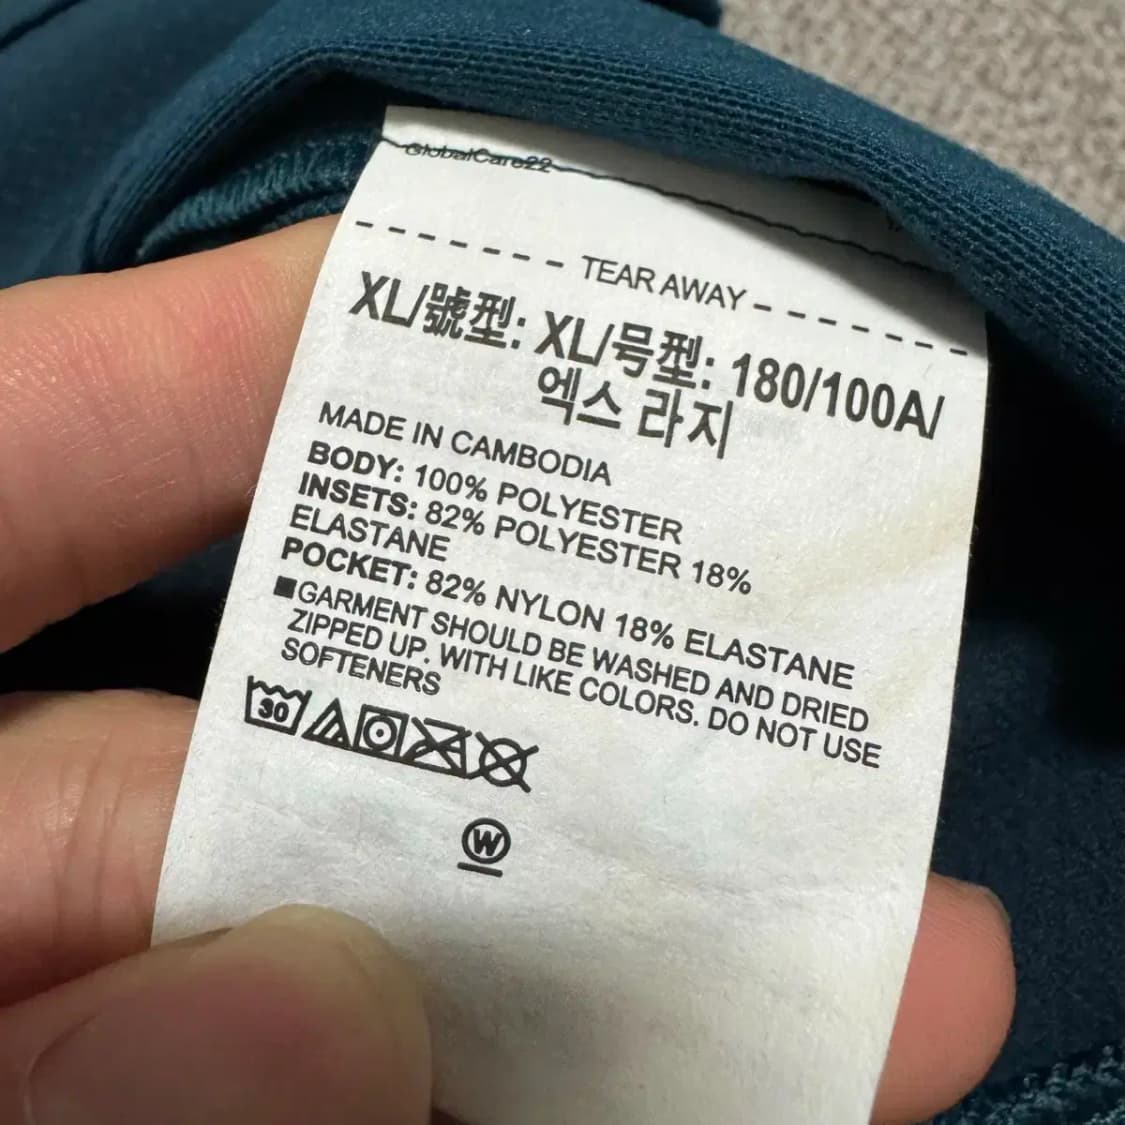 GlobalCare22
- - - - - - - TEAR AWAY - - - - - - -
XL/號型: XL/号型: 180/100A/
엑스 라지
MADE IN CAMBODIA
BODY: 100% POLYESTER
INSETS: 82% POLYESTER 18%
ELASTANE
POCKET: 82% NYLON 18% ELASTANE
■GARMENT SHOULD BE WASHED AND DRIED
ZIPPED UP. WITH LIKE COLORS. DO NOT USE
SOFTENERS
30
W